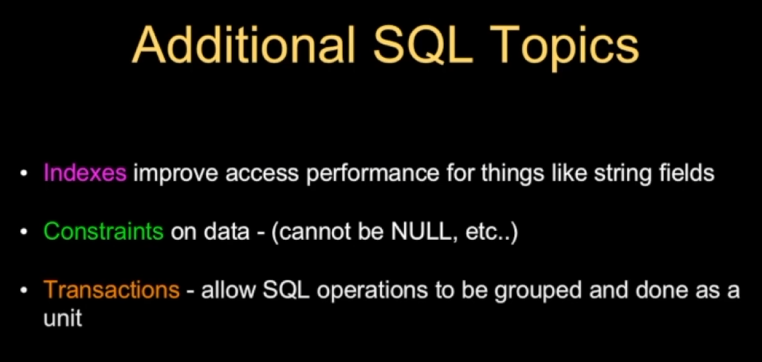 Additional SQL Topics
• Indexes improve access performance for things like string fields
• Constraints on data - (cannot be NULL, etc..)
• Transactions - allow SQL operations to be grouped and done as a
unit